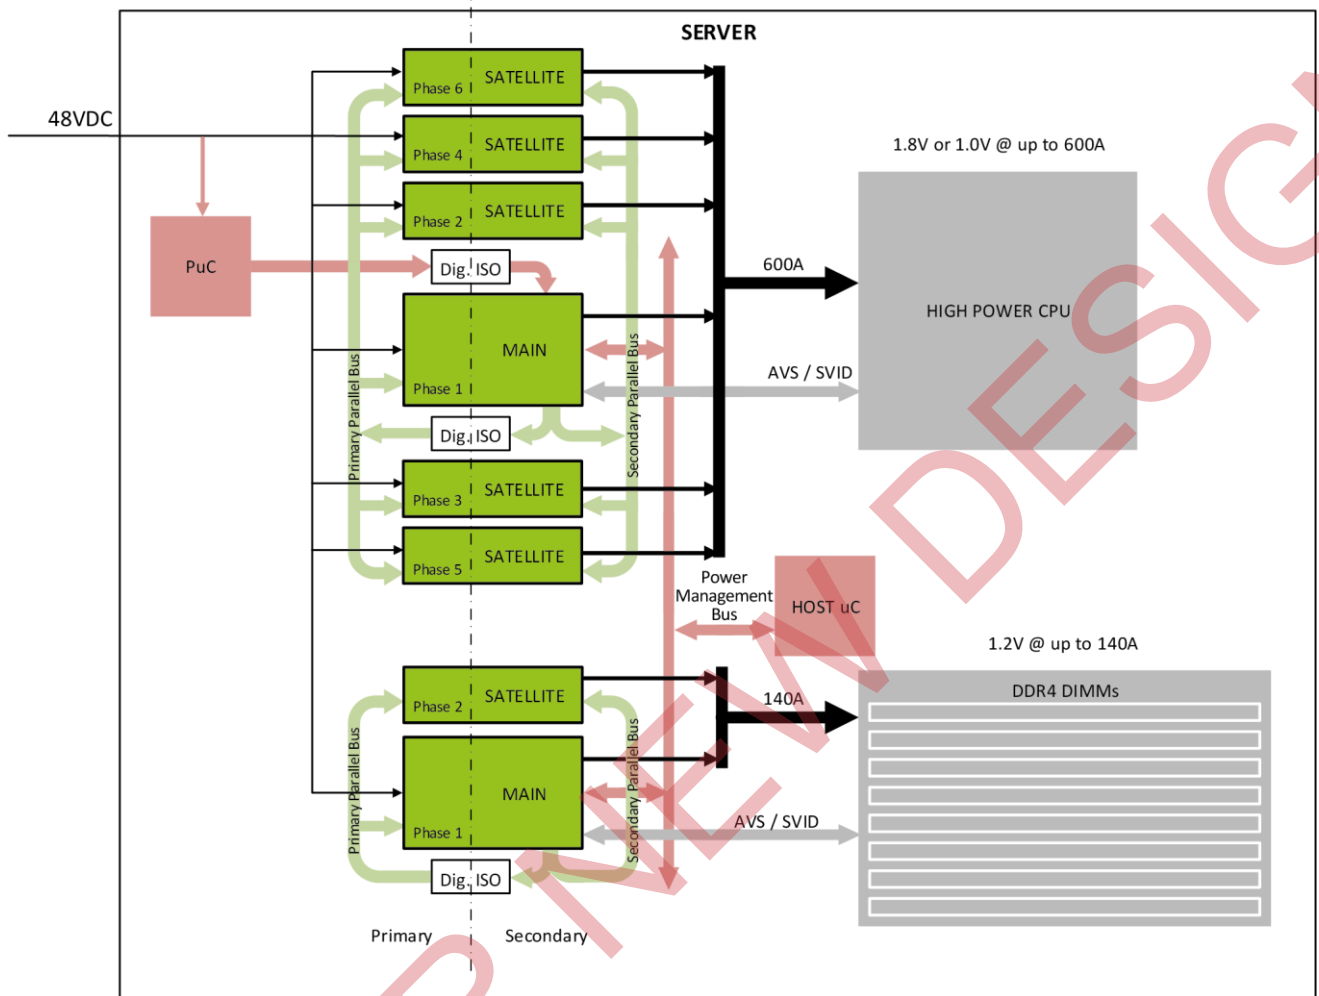 SERVER
48VDC
Phase 6 SATELLITE
Phase 4 SATELLITE
Phase 2 SATELLITE
PuC
Dig. ISO
MAIN
Phase 1
Dig. ISO
Phase 3 SATELLITE
Phase 5 SATELLITE
Primary Parallel Bus
Secondary Parallel Bus
600A
AVS / SVID
1.8V or 1.0V @ up to 600A
HIGH POWER CPU
Power
Management
Bus
HOST uC
1.2V @ up to 140A
DDR4 DIMMs
Phase 2 SATELLITE
140A
MAIN
Phase 1
Primary Parallel Bus
Secondary Parallel Bus
AVS / SVID
Dig. ISO
Primary
Secondary
NEW DESIG